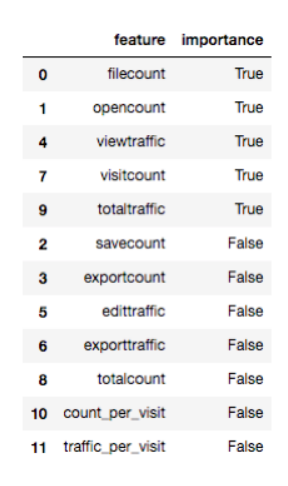 feature importance
0 filecount True
1 opencount True
4 viewtraffic True
7 visitcount True
9 totaltraffic True
2 savecount False
3 exportcount False
5 edittraffic False
6 exporttraffic False
8 totalcount False
10 count_per_visit False
11 traffic_per_visit False